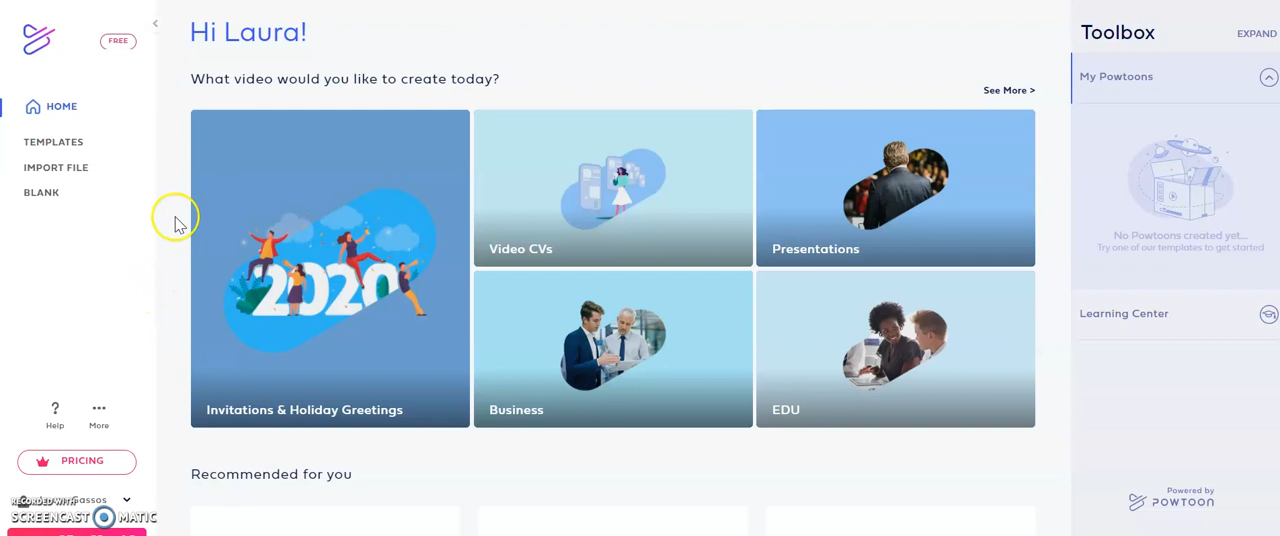 FREE
HOME
TEMPLATES
IMPORT FILE
BLANK
? 
Help
More
PRICING
RECORDED WITH
SCREENCAST MATIC
Hi Laura!
What video would you like to create today?
See More >
2020
Invitations & Holiday Greetings
Video CVs
Presentations
Business
EDU
Recommended for you
Toolbox
EXPAND
My Powtoons
No Powtoons created yet...
Try one of our templates to get started
Learning Center
Powered by
POWTOON